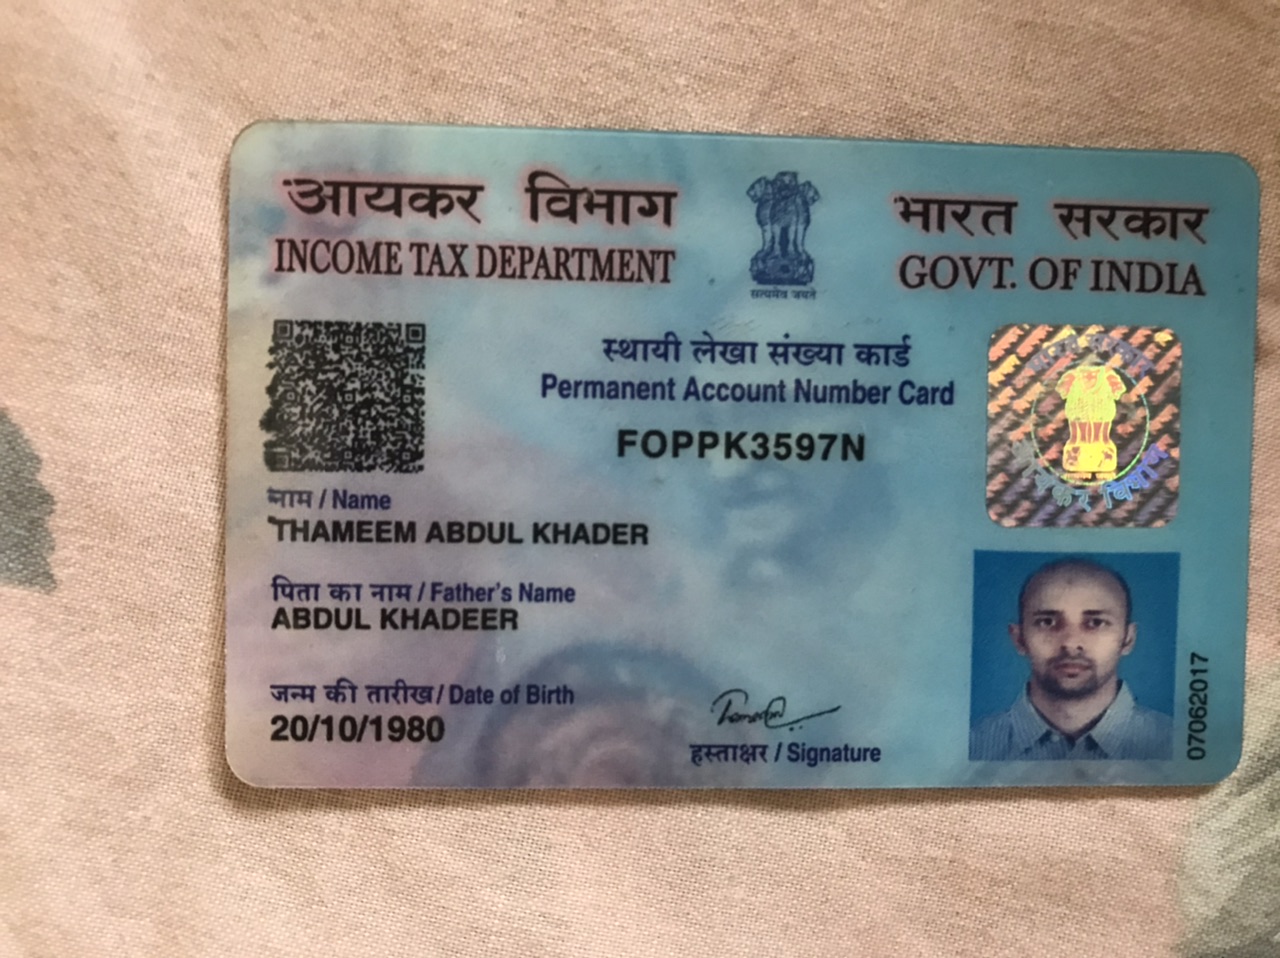 आयकर विभाग
INCOME TAX DEPARTMENT
सत्यमेव जयते
भारत सरकार
GOVT. OF INDIA
स्थायी लेखा संख्या कार्ड
Permanent Account Number Card
FOPPK3597N
नाम / Name
THAMEEM ABDUL KHADER
पिता का नाम / Father's Name
ABDUL KHADEER
जन्म की तारीख / Date of Birth
20/10/1980
हस्ताक्षर / Signature
07062017